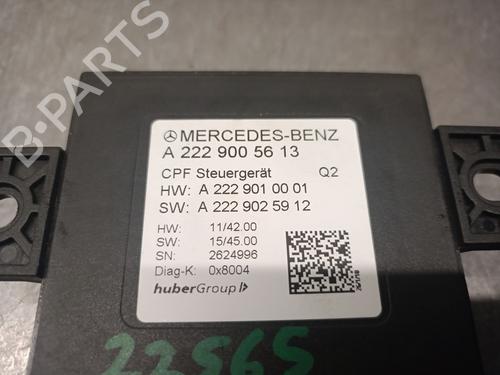 MERCEDES-BENZ
A 222 900 56 13
CPF Steuergerät Q2
HW: A 222 901 00 01
SW: A 222 902 59 12
HW: 11/42.00
SW: 15/45.00
SN: 2624996
Diag-K: 0x8004
huberGroup
22565
B-PARTS